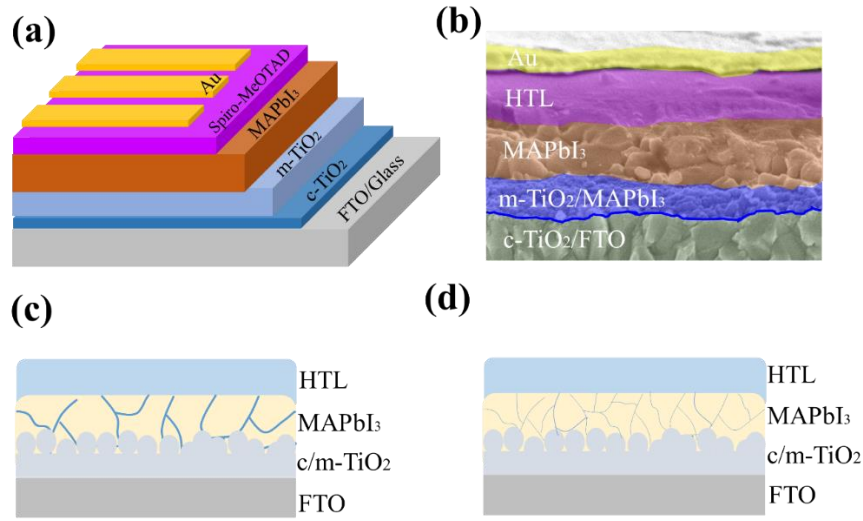 (a)
Au
Spiro-MeOTAD
MAPbI₃
m-TiO₂
c-TiO₂
FTO/Glass
(b)
Au
HTL
MAPbI₃
m-TiO₂/MAPbI₃
c-TiO₂/FTO
(c)
HTL
MAPbI₃
c/m-TiO₂
FTO
(d)
HTL
MAPbI₃
c/m-TiO₂
FTO